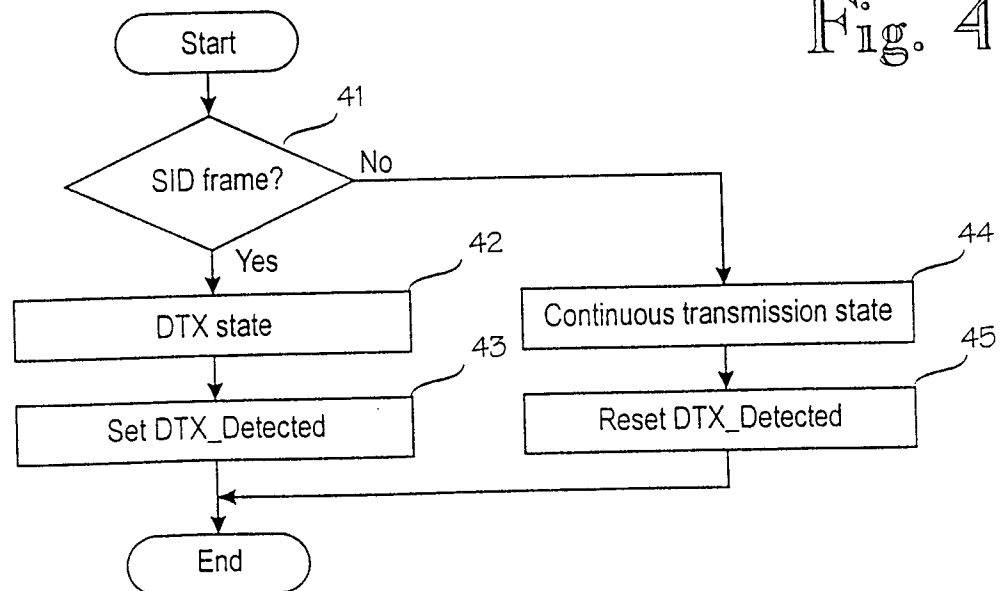 Fig. 4
Start
41
SID frame?
No
Yes
42
DTX state
44
Continuous transmission state
43
Set DTX_Detected
45
Reset DTX_Detected
End